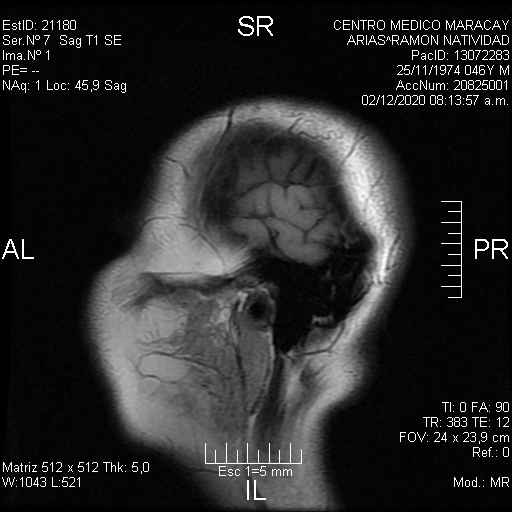 EstID: 21180
Ser.Nº 7 Sag T1 SE
Ima.Nº 1
PE= --
NAq: 1 Loc: 45,9 Sag
SR
CENTRO MEDICO MARACAY
ARIAS^RAMON NATIVIDAD
PacID: 13072283
25/11/1974 046Y M
AccNum: 20825001
02/12/2020 08:13:57 a.m.
AL
PR
TI: 0 FA: 90
TR: 383 TE: 12
FOV: 24 x 23,9 cm
Ref.: 0
Mod.: MR
Matriz 512 x 512 Thk: 5,0
W:1043 L:521
Esc 1=5 mm
IL